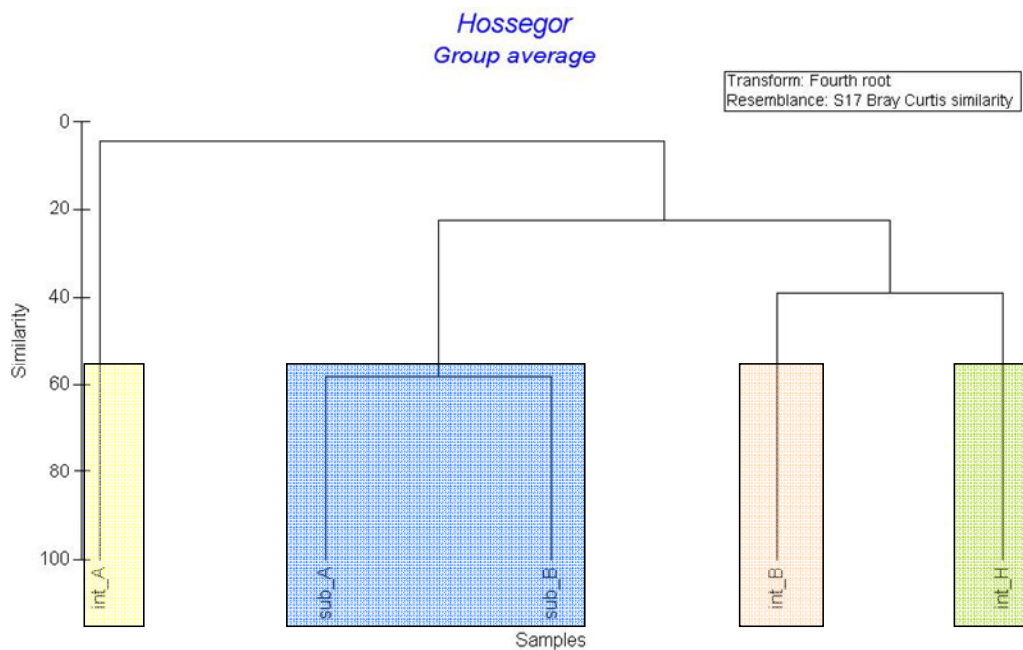 Hossegor
Group average
Transform: Fourth root
Resemblance: S17 Bray Curtis similarity
0
20
40
60
80
100
Similarity
int_A
sub_A
sub_B
int_B
int_H
Samples